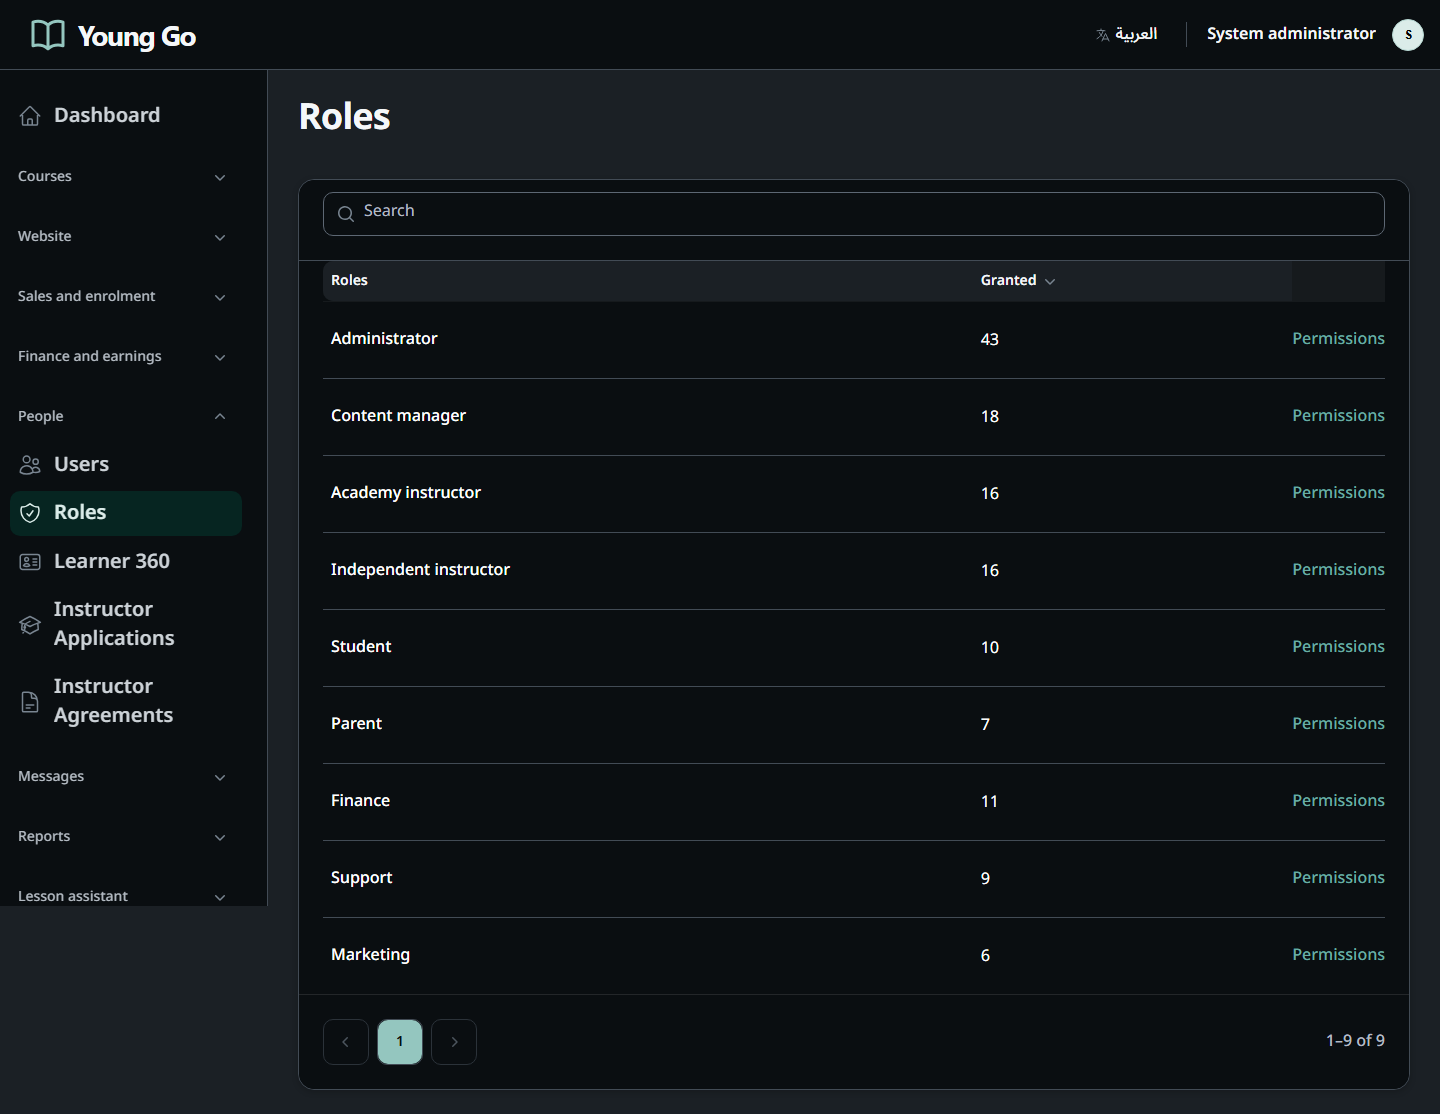 Young Go
العربية
System administrator
S
Dashboard
Courses
Website
Sales and enrolment
Finance and earnings
People
Users
Roles
Learner 360
Instructor
Applications
Instructor
Agreements
Messages
Reports
Lesson assistant
Roles
Search
Roles Granted
Administrator 43 Permissions
Content manager 18 Permissions
Academy instructor 16 Permissions
Independent instructor 16 Permissions
Student 10 Permissions
Parent 7 Permissions
Finance 11 Permissions
Support 9 Permissions
Marketing 6 Permissions
1
1–9 of 9